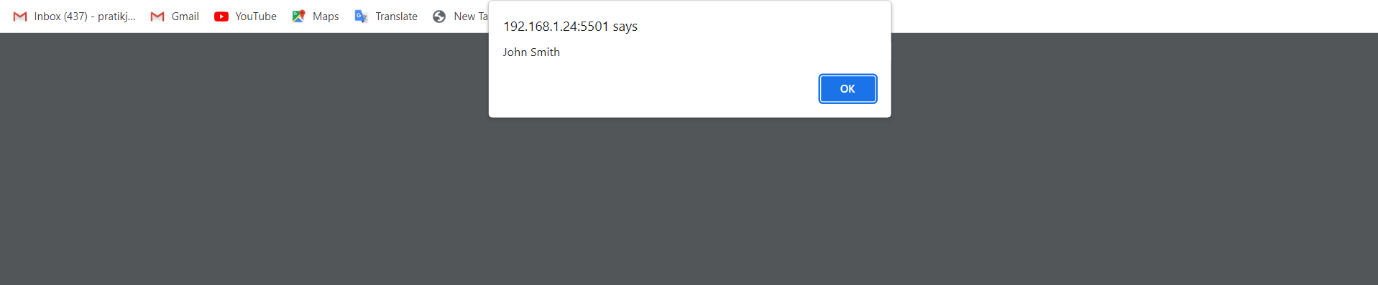 Inbox (437) - pratikj... Gmail YouTube Maps Translate New Ta
192.168.1.24:5501 says
John Smith
OK